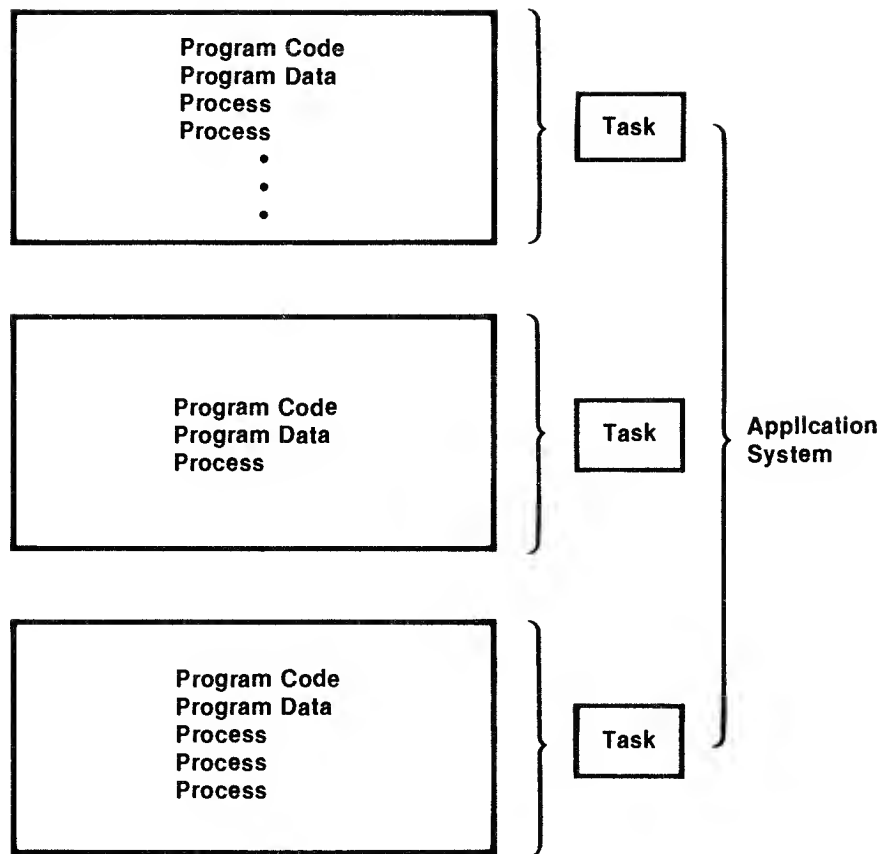 Program Code
Program Data
Process
Process
Task
Program Code
Program Data
Process
Task
Application
System
Program Code
Program Data
Process
Process
Process
Task